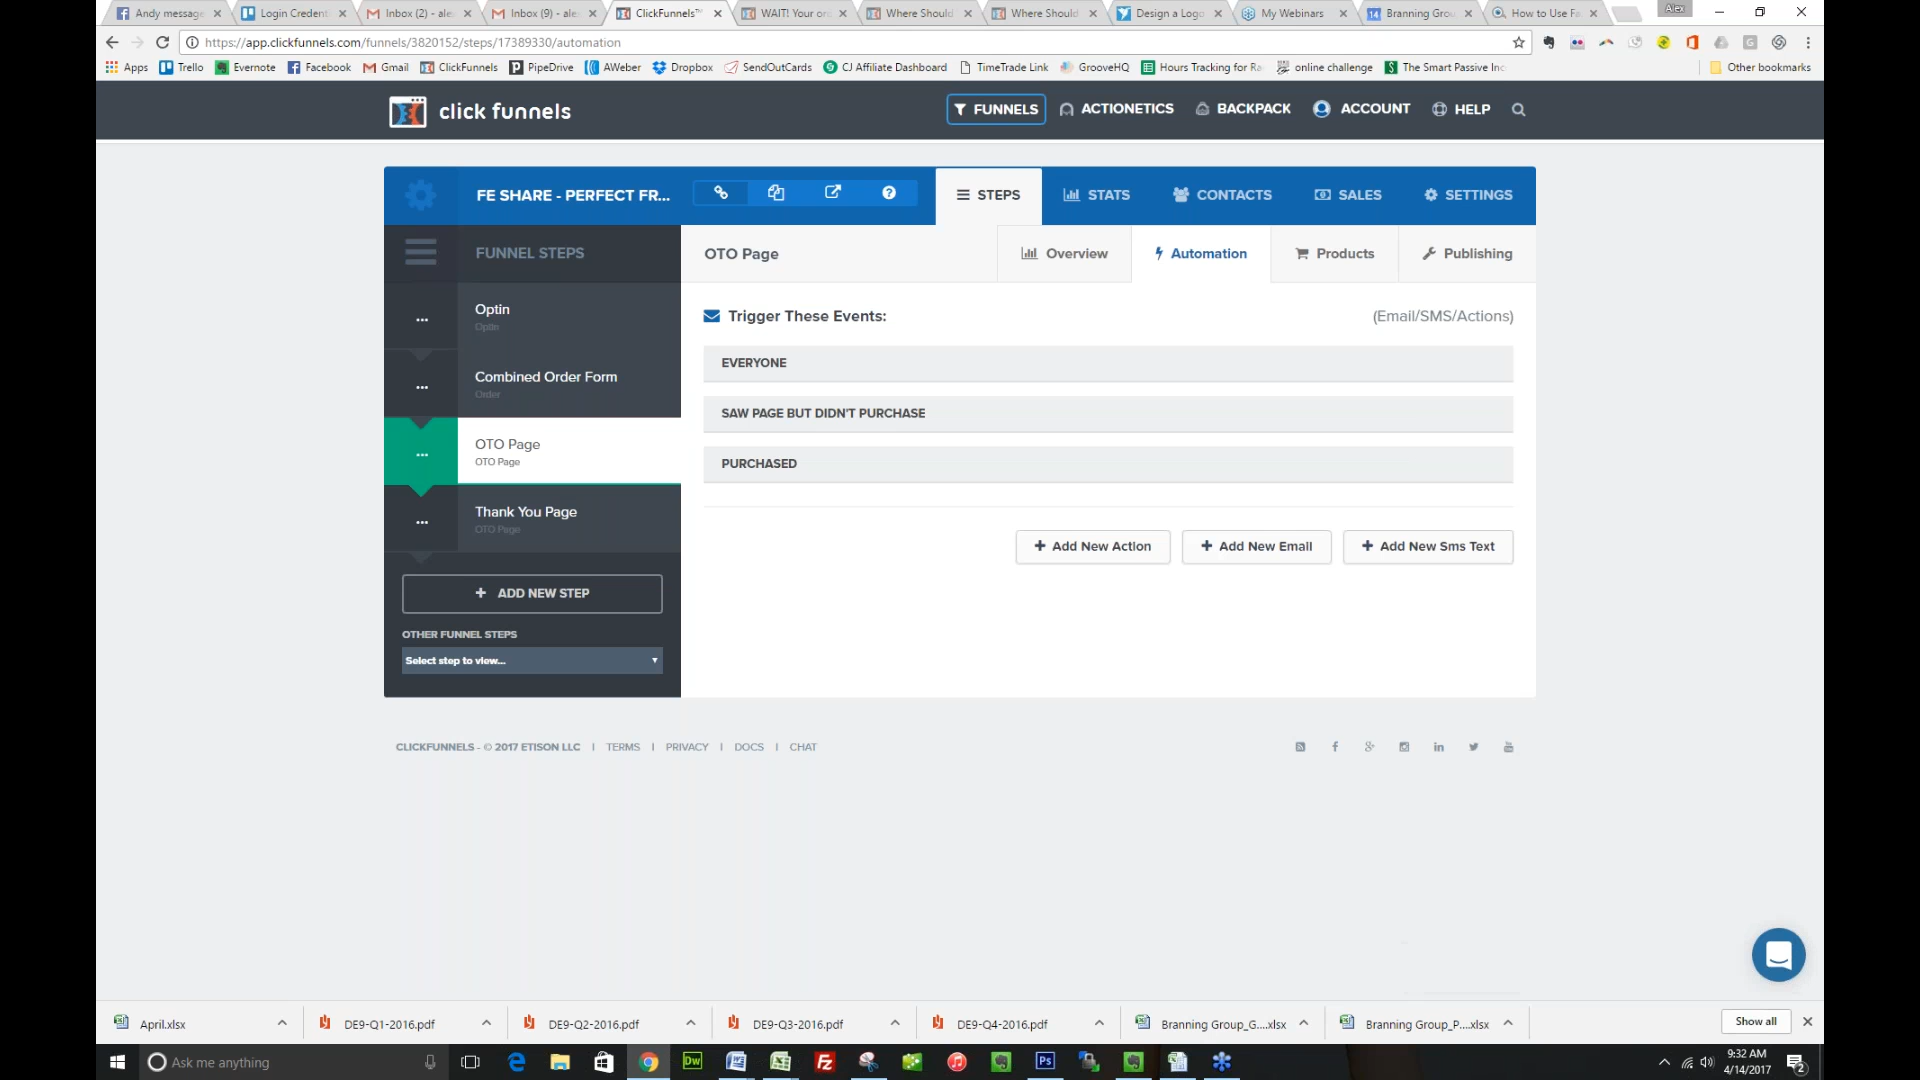 Andy message
Login Credent
Inbox (2) - ale
Inbox (9) - ale
ClickFunnels™
WAIT! Your or
Where Should
Where Should
Design a Logo
My Webinars
Branning Grou
How to Use Fa
Alex
https://app.clickfunnels.com/funnels/3820152/steps/17389330/automation
Apps
Trello
Evernote
Facebook
Gmail
ClickFunnels
PipeDrive
AWeber
Dropbox
SendOutCards
CJ Affiliate Dashboard
TimeTrade Link
GrooveHQ
Hours Tracking for Ra
online challenge
The Smart Passive Inc
Other bookmarks
click funnels
FUNNELS
ACTIONETICS
BACKPACK
ACCOUNT
HELP
FE SHARE - PERFECT FR...
STEPS
STATS
CONTACTS
SALES
SETTINGS
FUNNEL STEPS
OTO Page
Overview
Automation
Products
Publishing
Optin
Optin
Combined Order Form
Order
OTO Page
OTO Page
Thank You Page
OTO Page
+ ADD NEW STEP
OTHER FUNNEL STEPS
Select step to view...
Trigger These Events:
(Email/SMS/Actions)
EVERYONE
SAW PAGE BUT DIDN'T PURCHASE
PURCHASED
+ Add New Action
+ Add New Email
+ Add New Sms Text
CLICKFUNNELS - © 2017 ETISON LLC | TERMS | PRIVACY | DOCS | CHAT
April.xlsx
DE9-Q1-2016.pdf
DE9-Q2-2016.pdf
DE9-Q3-2016.pdf
DE9-Q4-2016.pdf
Branning Group_G....xlsx
Branning Group_P....xlsx
Show all
Ask me anything
9:32 AM
4/14/2017
2